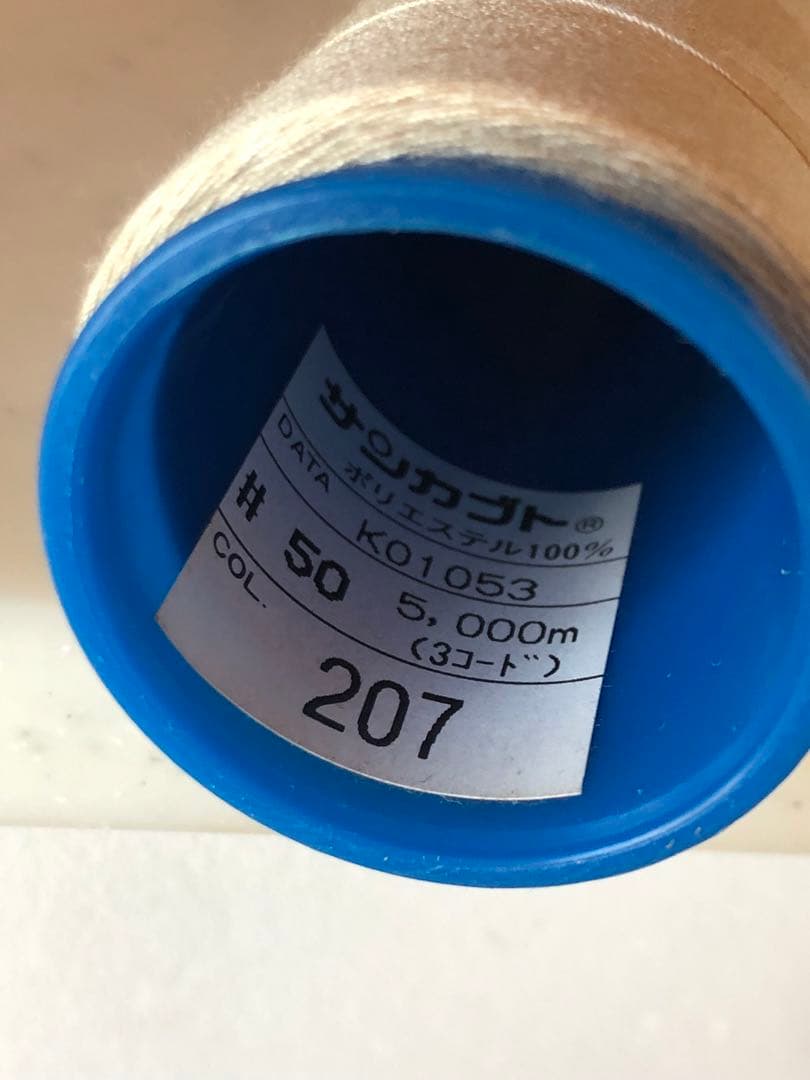 サンカゴト®
ポリエステル100%
DATA K01053
# 50 5,000m
(3コード)
COL.
207